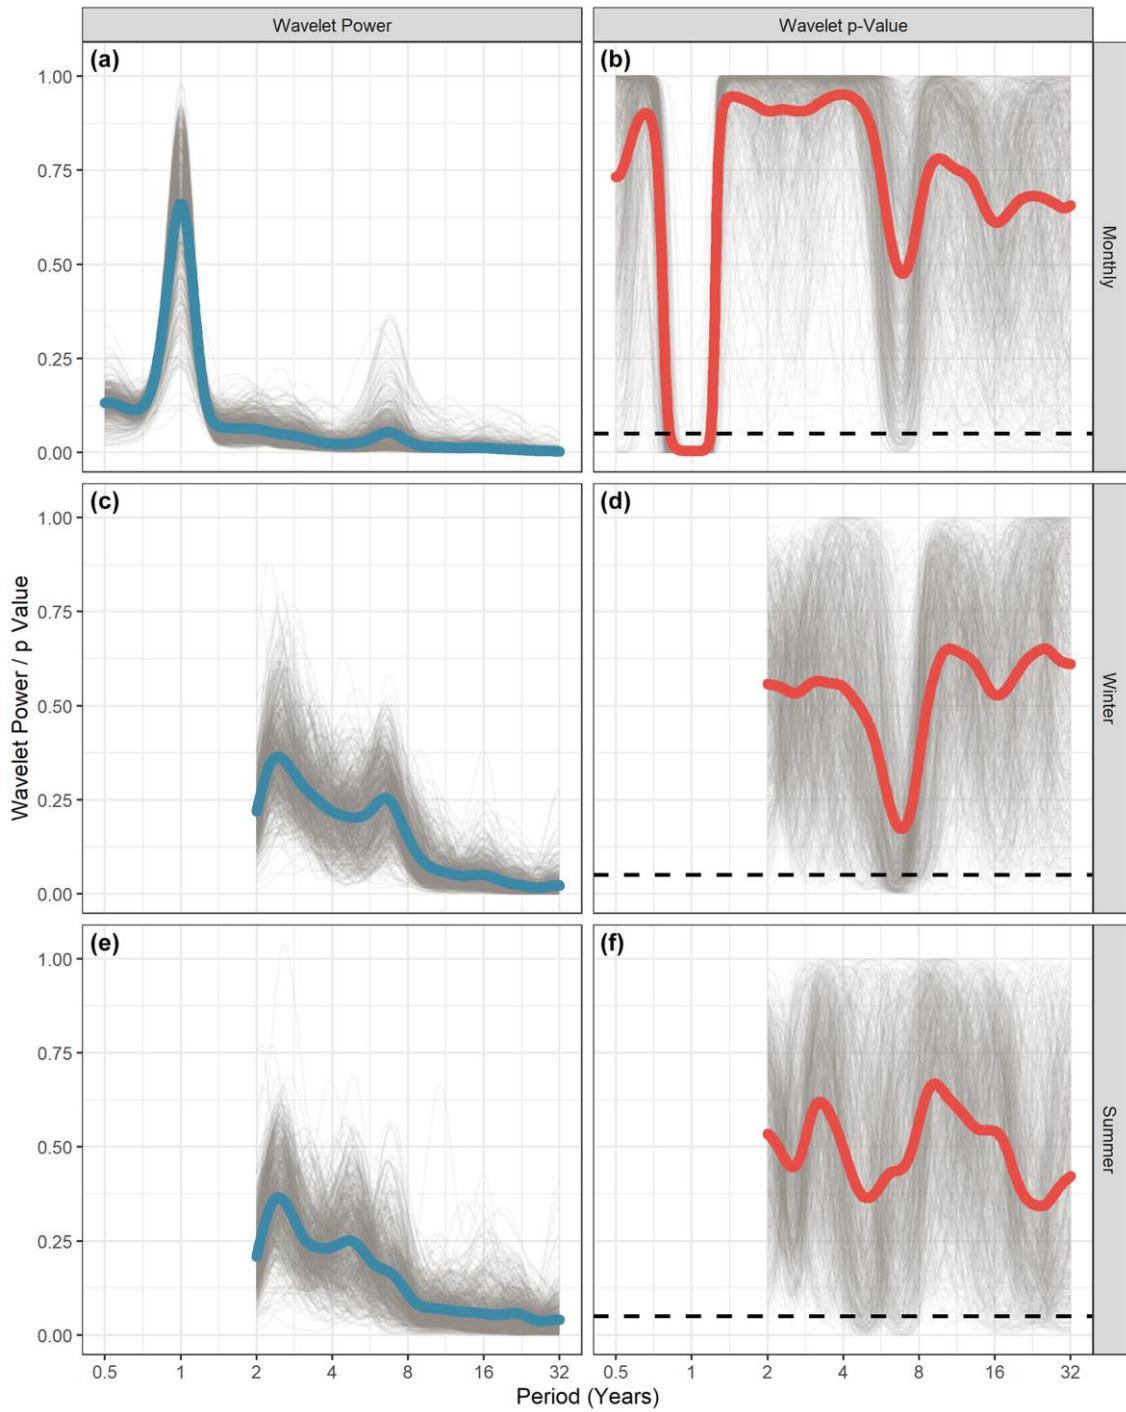 Wavelet Power
Wavelet p-Value
(a)
(b)
1.00
0.75
0.50
0.25
0.00
Monthly
(c)
(d)
1.00
0.75
0.50
0.25
0.00
Winter
Wavelet Power / p Value
(e)
(f)
1.00
0.75
0.50
0.25
0.00
Summer
0.5 1 2 4 8 16 32
0.5 1 2 4 8 16 32
Period (Years)